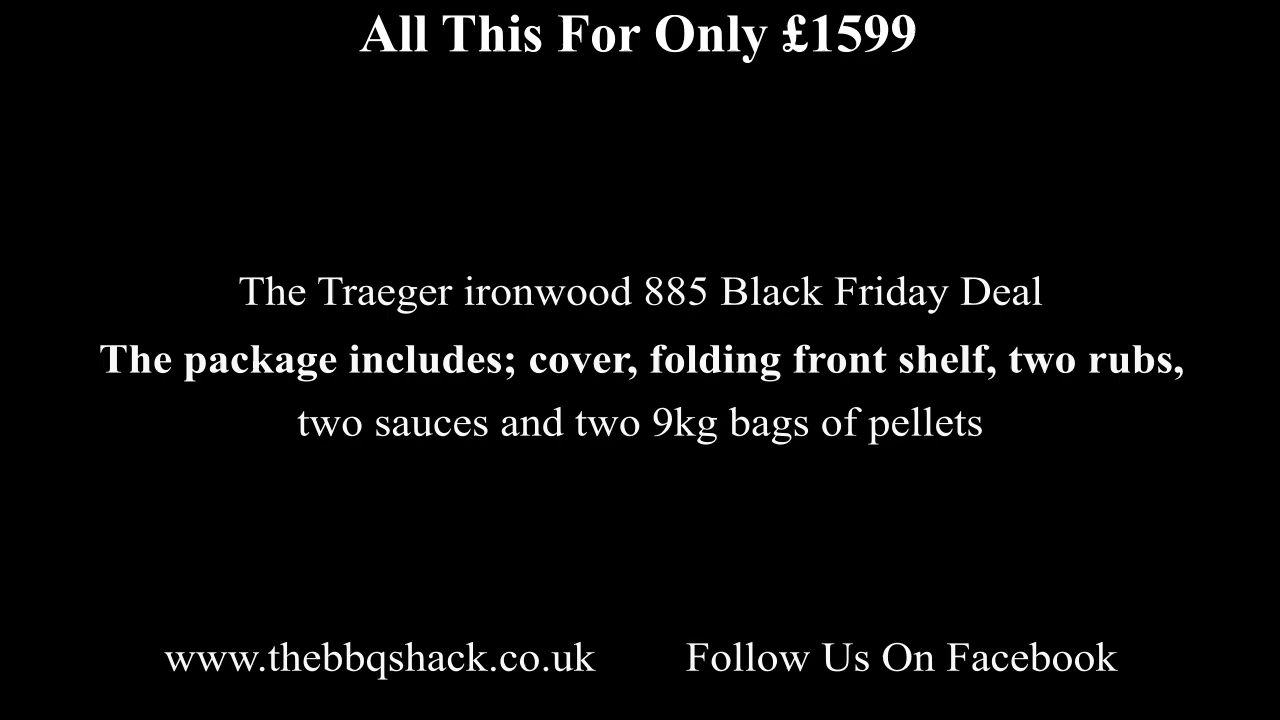 All This For Only £1599
The Traeger ironwood 885 Black Friday Deal
The package includes; cover, folding front shelf, two rubs,
two sauces and two 9kg bags of pellets
www.thebbqshack.co.uk Follow Us On Facebook